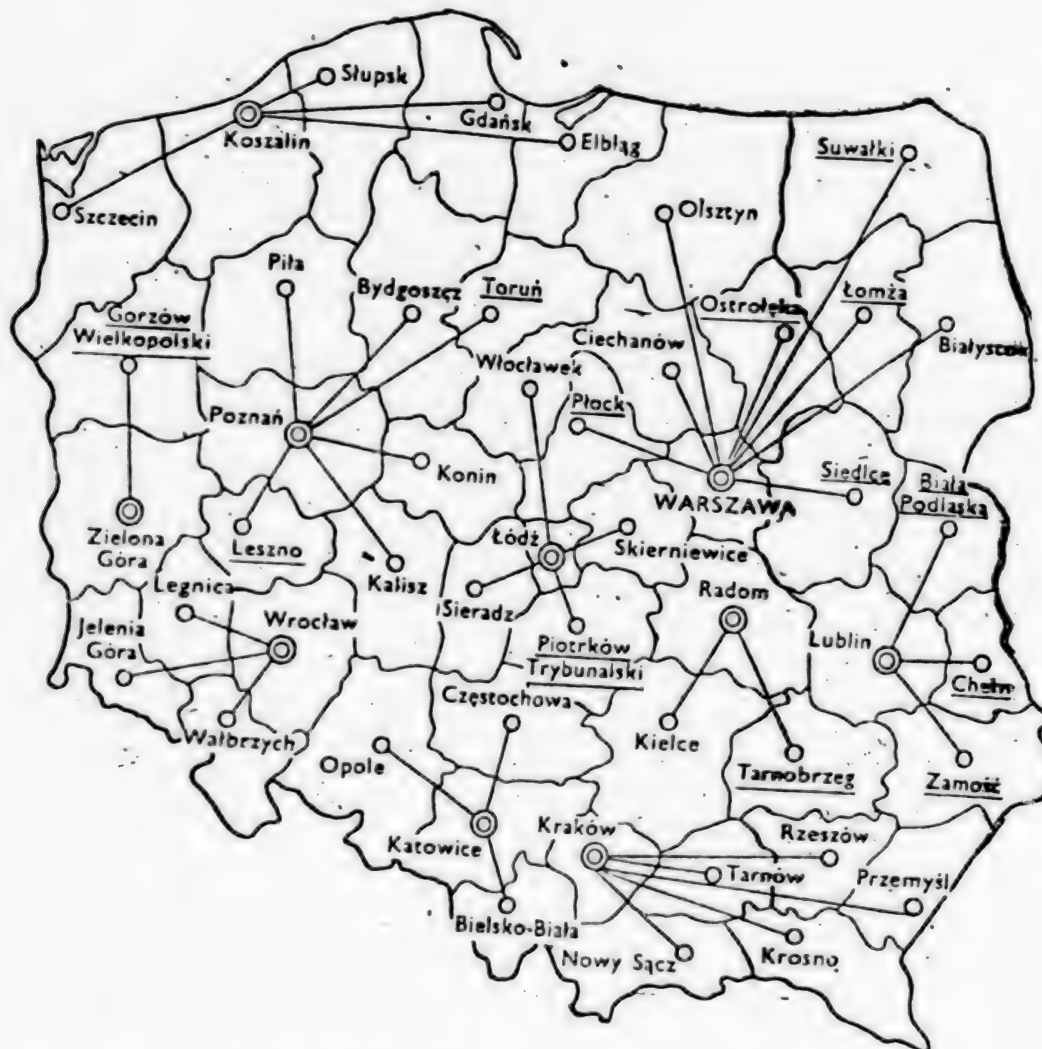 Słupsk
Gdańsk
Koszalin
Elbląg
Suwałki
Szczecin
Olsztyn
Piła
Bydgoszcz
Toruń
Ostrołęka
Łomża
Gorzów
Wielkopolski
Ciechanów
Białystok
Włocławek
Płock
Poznań
Konin
Siedlce
Biała
Podlaska
WARSZAWA
Zielona
Góra
Leszno
Łódź
Skierniewice
Kalisz
Legnica
Sieradz
Radom
Wrocław
Jelenia
Góra
Piotrków
Trybunalski
Lublin
Chełm
Częstochowa
Wałbrzych
Kielce
Opole
Tarnobrzeg
Zamość
Katowice
Kraków
Rzeszów
Tarnów
Przemyśl
Bielsko-Biała
Nowy Sącz
Krosno